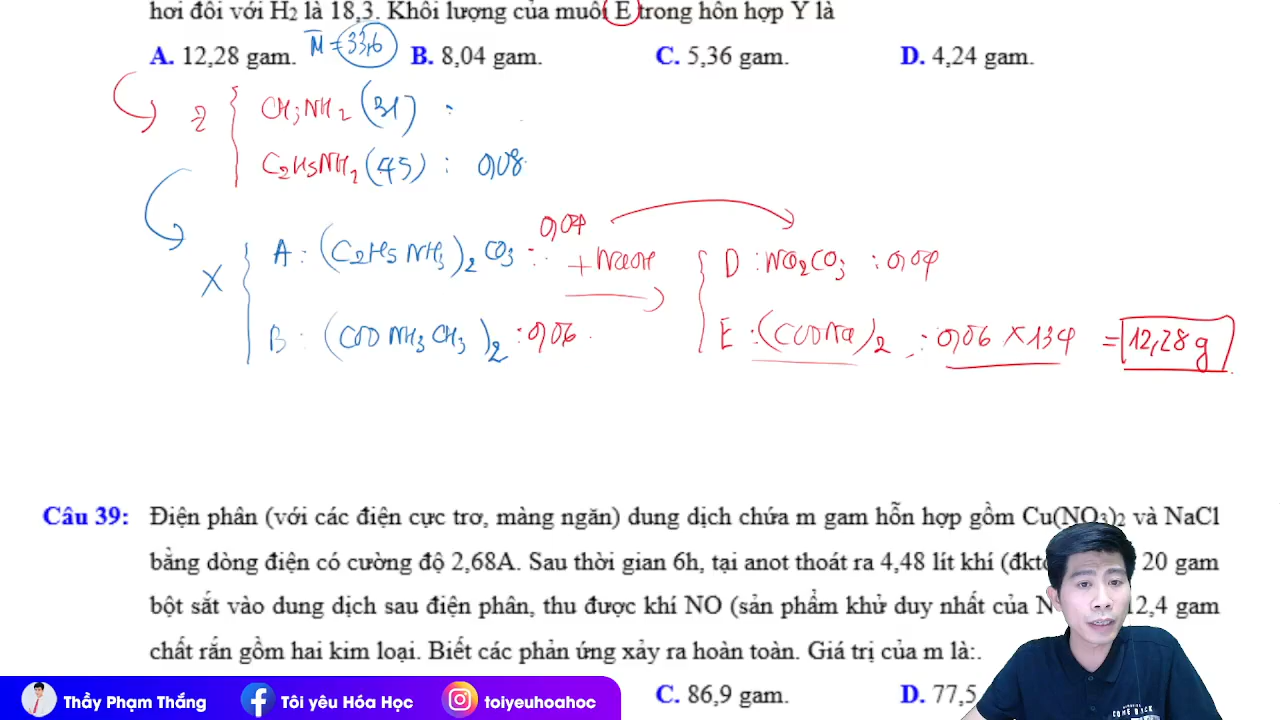 hơi đối với H2 là 18,3. Khối lượng của muối E trong hỗn hợp Y là
A. 12,28 gam. M̅ = 33,6 B. 8,04 gam. C. 5,36 gam. D. 4,24 gam.
Z CH3NH2 (31) :
C2H5NH2 (45) : 0,08
X A : (C2H5NH3)2CO3 : 0,04 + NaOH D : Na2CO3 : 0,04
B : (COONH3CH3)2 : 0,06 E : (COONa)2 : 0,06 × 134 = 12,28 g
Câu 39: Điện phân (với các điện cực trơ, màng ngăn) dung dịch chứa m gam hỗn hợp gồm Cu(NO3)2 và NaCl
bằng dòng điện có cường độ 2,68A. Sau thời gian 6h, tại anot thoát ra 4,48 lít khí 20 gam
bột sắt vào dung dịch sau điện phân, thu được khí NO (sản phẩm khử duy nhất của gam
chất rắn gồm hai kim loại. Biết các phản ứng xảy ra hoàn toàn. Giá trị của m là:.
C. 86,9 gam. D. 77,5
Thầy Phạm Thắng Tôi yêu Hóa Học toiyeuhoahoc
COME BACK